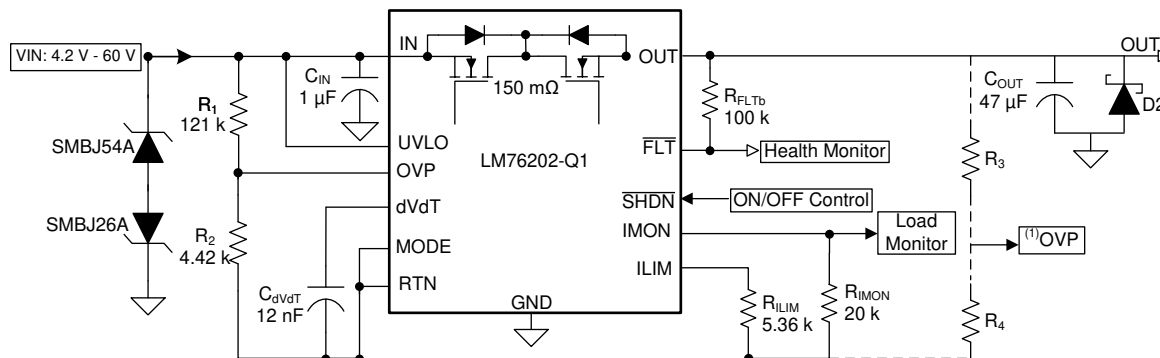 VIN: 4.2 V - 60 V
SMBJ54A
SMBJ26A
R1
121 k
R2
4.42 k
CIN
1 µF
CdVdT
12 nF
IN
UVLO
OVP
dVdT
MODE
RTN
150 mΩ
LM76202-Q1
GND
OUT
FLT
SHDN
IMON
ILIM
RFLTb
100 k
Health Monitor
ON/OFF Control
Load
Monitor
RILIM
5.36 k
RIMON
20 k
R3
(1)OVP
R4
COUT
47 µF
OUT
D2